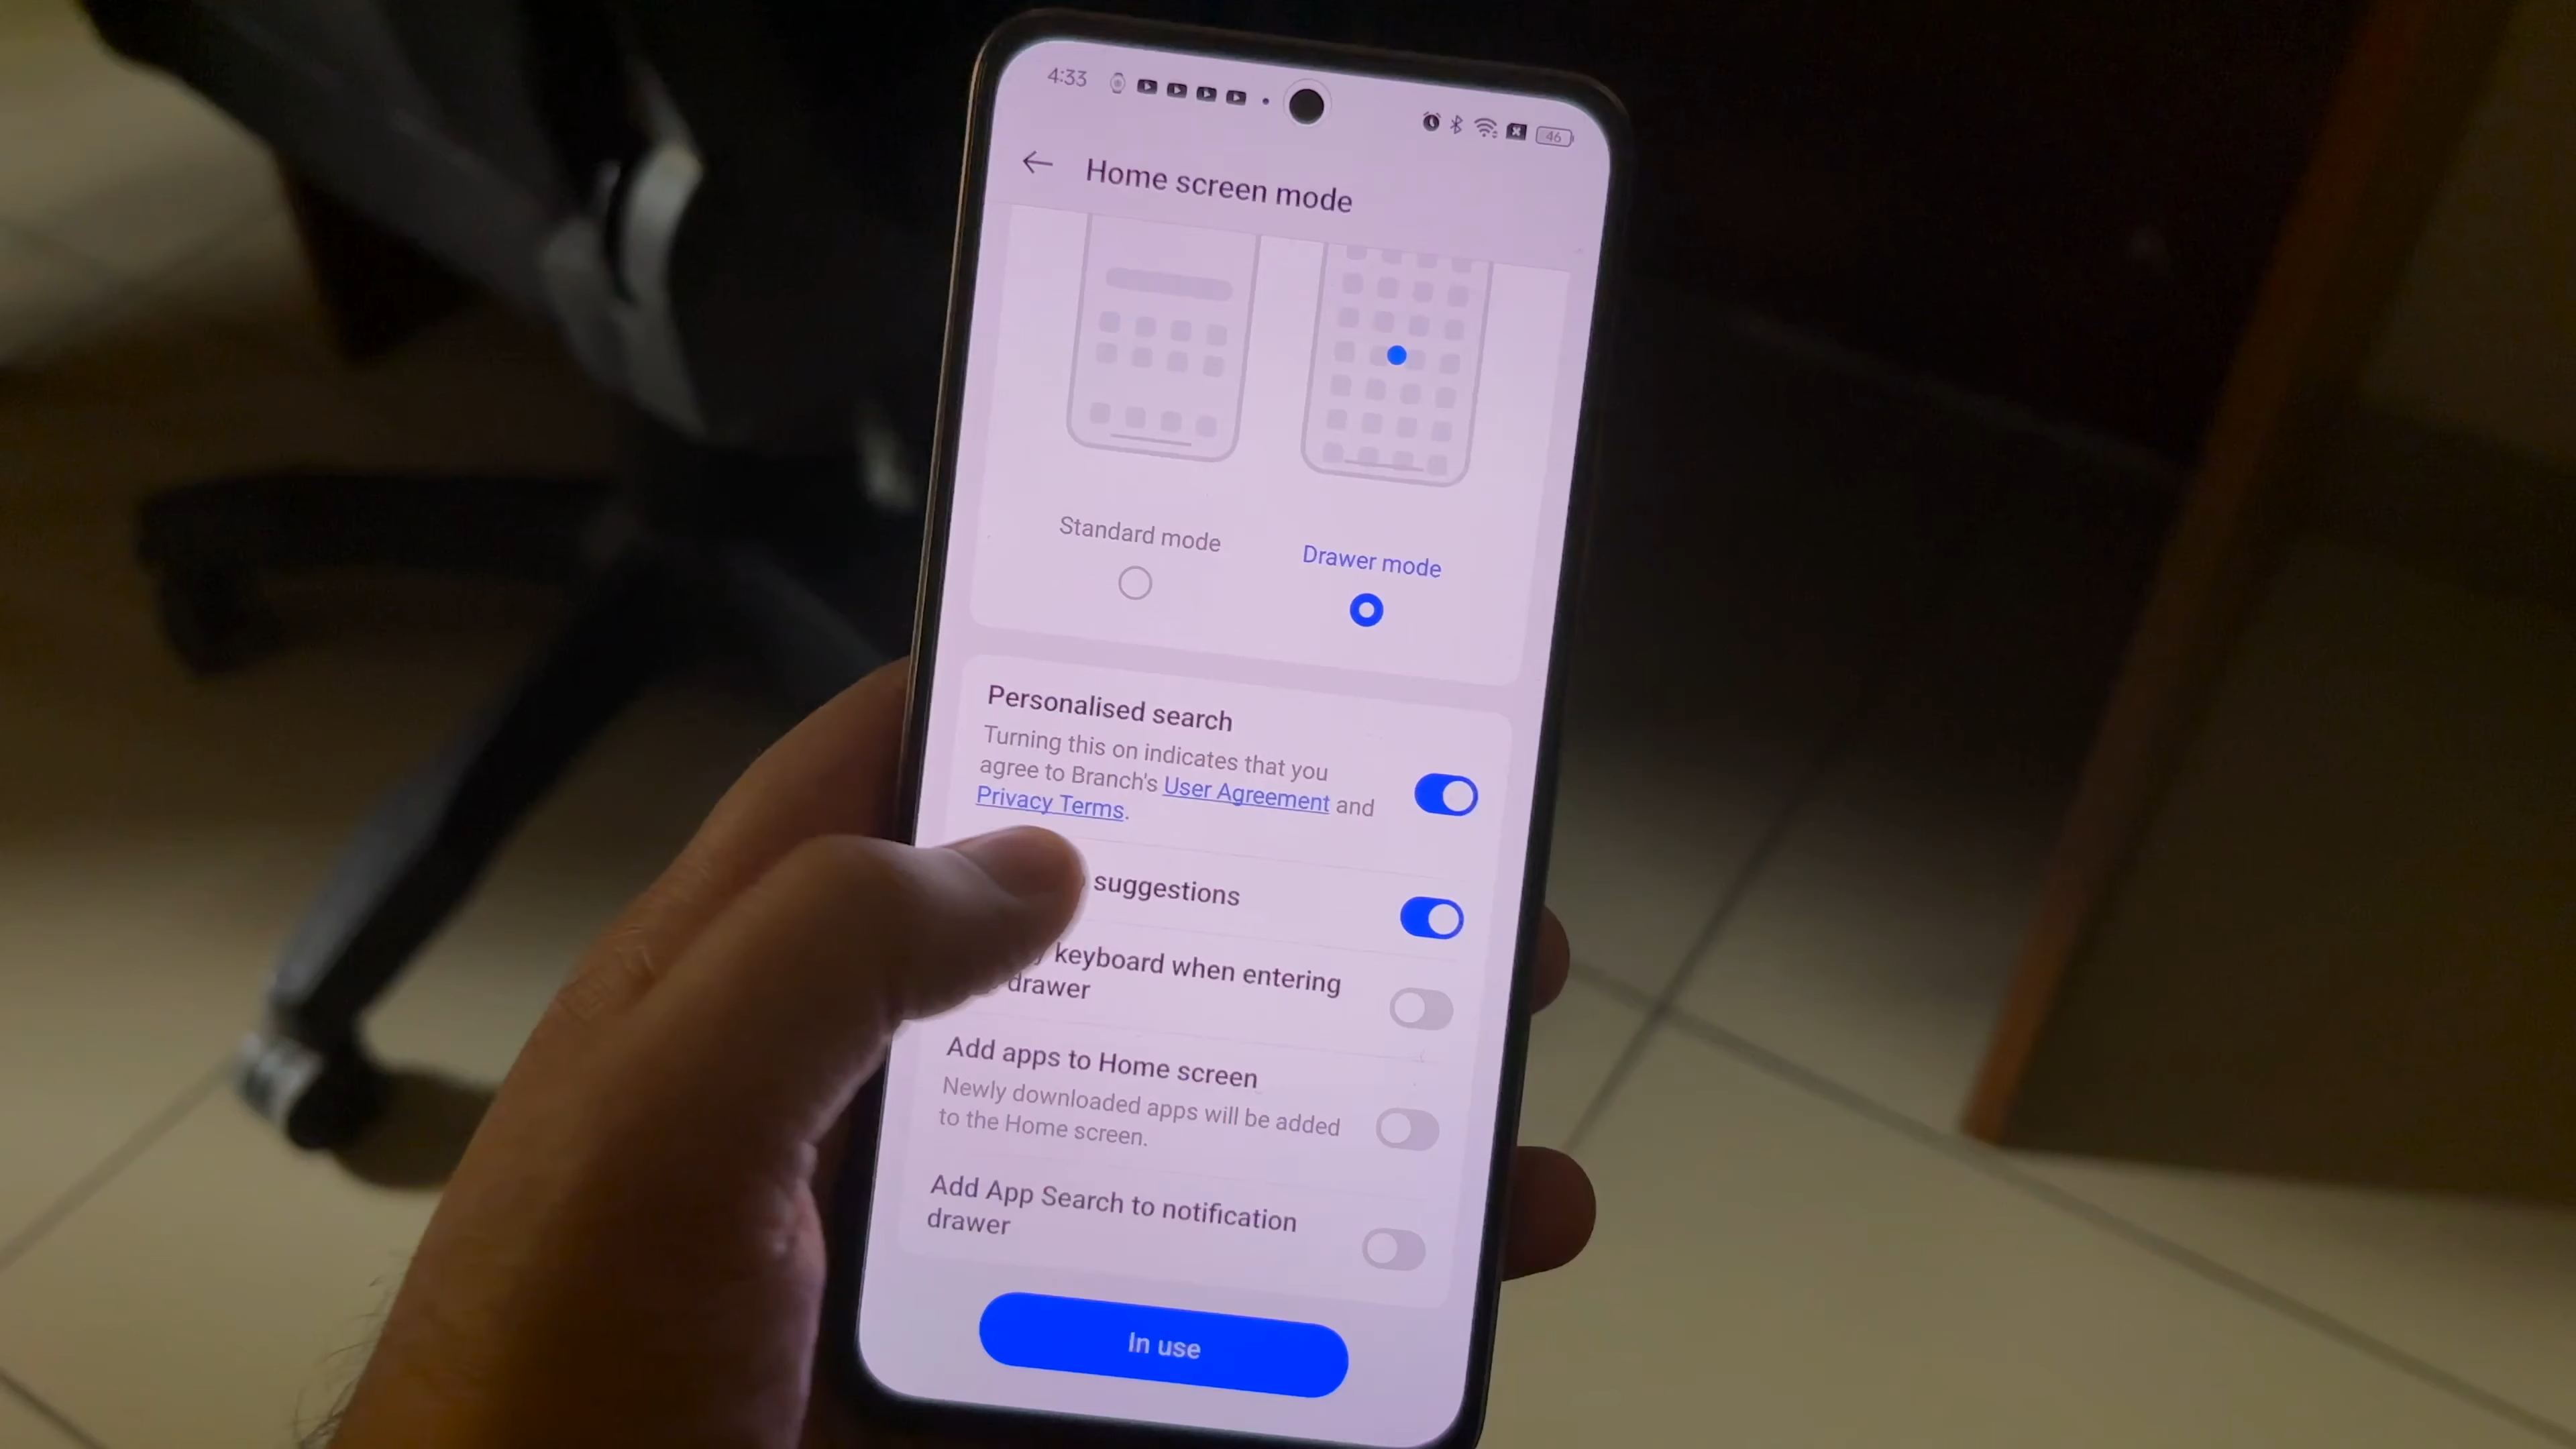 4:33
46
Home screen mode
Standard mode
Drawer mode
Personalised search
Turning this on indicates that you
agree to Branch's User Agreement and
Privacy Terms.
suggestions
keyboard when entering
drawer
Add apps to Home screen
Newly downloaded apps will be added
to the Home screen.
Add App Search to notification
drawer
In use